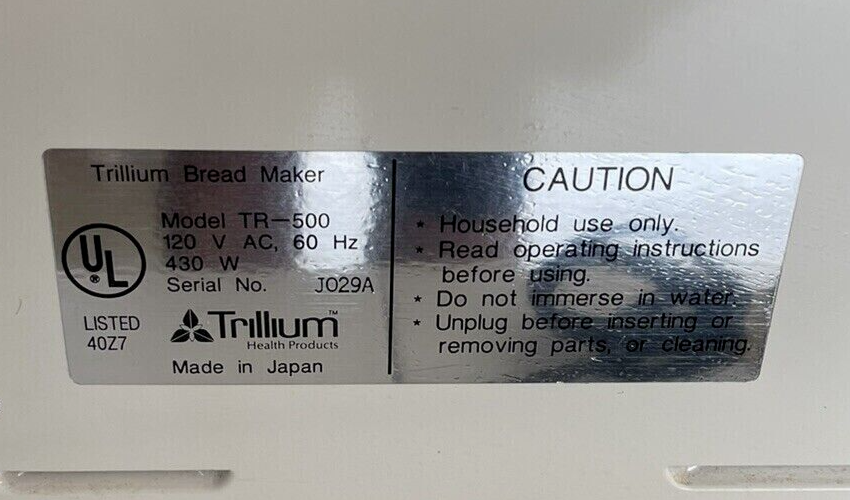 Trillium Bread Maker
UL
®
Model TR-500
120 V AC, 60 Hz
430 W
Serial No. J029A
LISTED
40Z7
Trillium™
Health Products
Made in Japan
CAUTION
* Household use only.
* Read operating instructions
before using.
* Do not immerse in water.
* Unplug before inserting or
removing parts, or cleaning.